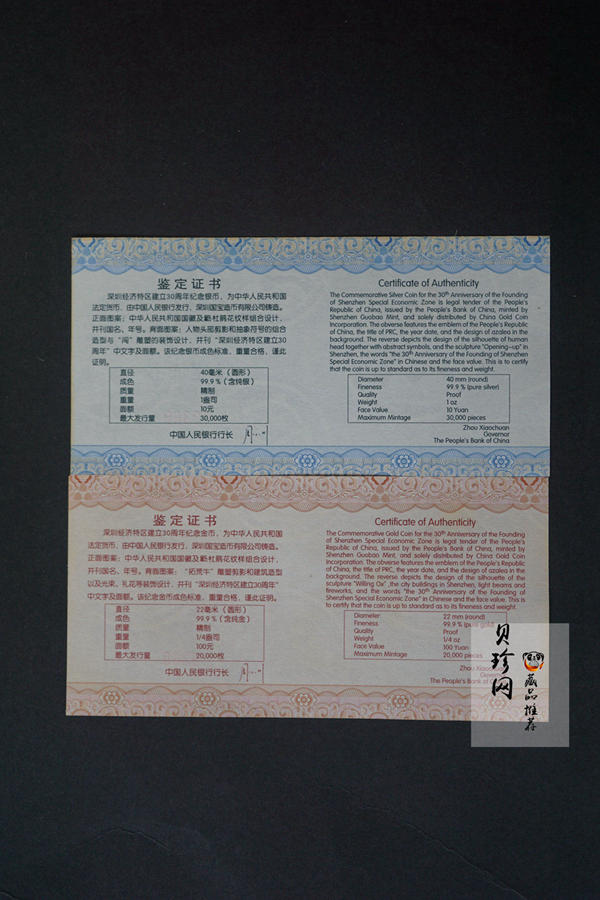 鉴定证书
深圳经济特区建立30周年纪念银币，为中华人民共和国
法定货币，由中国人民银行发行，深圳国宝造币有限公司铸造。
正面图案：中华人民共和国国徽及簕杜鹃花纹样组合设计，
并刊国名、年号。背面图案：人物头部剪影和抽象符号的组合
造型与“闯”雕塑的装饰设计，并刊“深圳经济特区建立30
周年”中文字及面额。该纪念银币成色标准，重量合格，谨此
证明。
直径 40毫米（圆形）
成色 99.9%（含纯银）
质量 精制
重量 1盎司
面额 10元
最大发行量 30,000枚
中国人民银行行长
Certificate of Authenticity
The Commemorative Silver Coin for the 30th Anniversary of the Founding
of Shenzhen Special Economic Zone is legal tender of the People's
Republic of China, issued by the People's Bank of China, minted by
Shenzhen Guobao Mint, and solely distributed by China Gold Coin
Incorporation. The obverse features the emblem of the People's Republic
of China, the title of PRC, the year date, and the design of azalea in the
background. The reverse depicts the design of the silhouette of human
head together with abstract symbols, and the sculpture "Opening-up" in
Shenzhen, the words "the 30th Anniversary of the Founding of Shenzhen
Special Economic Zone" in Chinese and the face value. This is to certify
that the coin is up to standard as to its fineness and weight.
Diameter 40 mm (round)
Fineness 99.9 % (pure silver)
Quality Proof
Weight 1 oz
Face Value 10 Yuan
Maximum Mintage 30,000 pieces
Zhou Xiaochuan
Governor
The People's Bank of China
鉴定证书
深圳经济特区建立30周年纪念金币，为中华人民共和国
法定货币，由中国人民银行发行，深圳国宝造币有限公司铸造。
正面图案：中华人民共和国国徽及簕杜鹃花纹样组合设计，
并刊国名、年号。背面图案：“拓荒牛”雕塑剪影和建筑造型
以及光束、礼花等装饰设计，并刊“深圳经济特区建立30周年”
中文字及面额。该纪念金币成色标准，重量合格，谨此证明。
直径 22毫米（圆形）
成色 99.9%（含纯金）
质量 精制
重量 1/4盎司
面额 100元
最大发行量 20,000枚
中国人民银行行长
Certificate of Authenticity
The Commemorative Gold Coin for the 30th Anniversary of the Founding
of Shenzhen Special Economic Zone is legal tender of the People's
Republic of China, issued by the People's Bank of China, minted by
Shenzhen Guobao Mint, and solely distributed by China Gold Coin
Incorporation. The obverse features the emblem of the People's Republic
of China, the title of PRC, the year date, and the design of azalea in the
background. The reverse depicts the design of the silhouette of the
sculpture "Willing Ox", the city buildings in Shenzhen, light beams and
fireworks, and the words "the 30th Anniversary of the Founding of
Shenzhen Special Economic Zone" in Chinese and the face value. This is
to certify that the coin is up to standard as to its fineness and weight.
Diameter 22 mm (round)
Fineness 99.9 % (pure gold)
Quality Proof
Weight 1/4 oz
Face Value 100 Yuan
Maximum Mintage 20,000 pieces
Zhou
The People's Bank of
贝珍网
藏品推荐